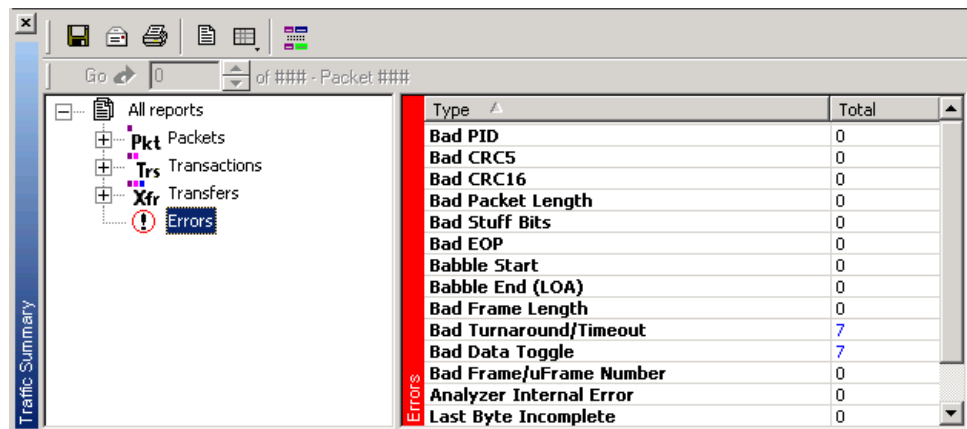 Go 0 of ### - Packet ###
All reports
Pkt Packets
Trs Transactions
Xfr Transfers
Errors
Traffic Summary
Errors
Type Total
Bad PID 0
Bad CRC5 0
Bad CRC16 0
Bad Packet Length 0
Bad Stuff Bits 0
Bad EOP 0
Babble Start 0
Babble End (LOA) 0
Bad Frame Length 0
Bad Turnaround/Timeout 7
Bad Data Toggle 7
Bad Frame/uFrame Number 0
Analyzer Internal Error 0
Last Byte Incomplete 0